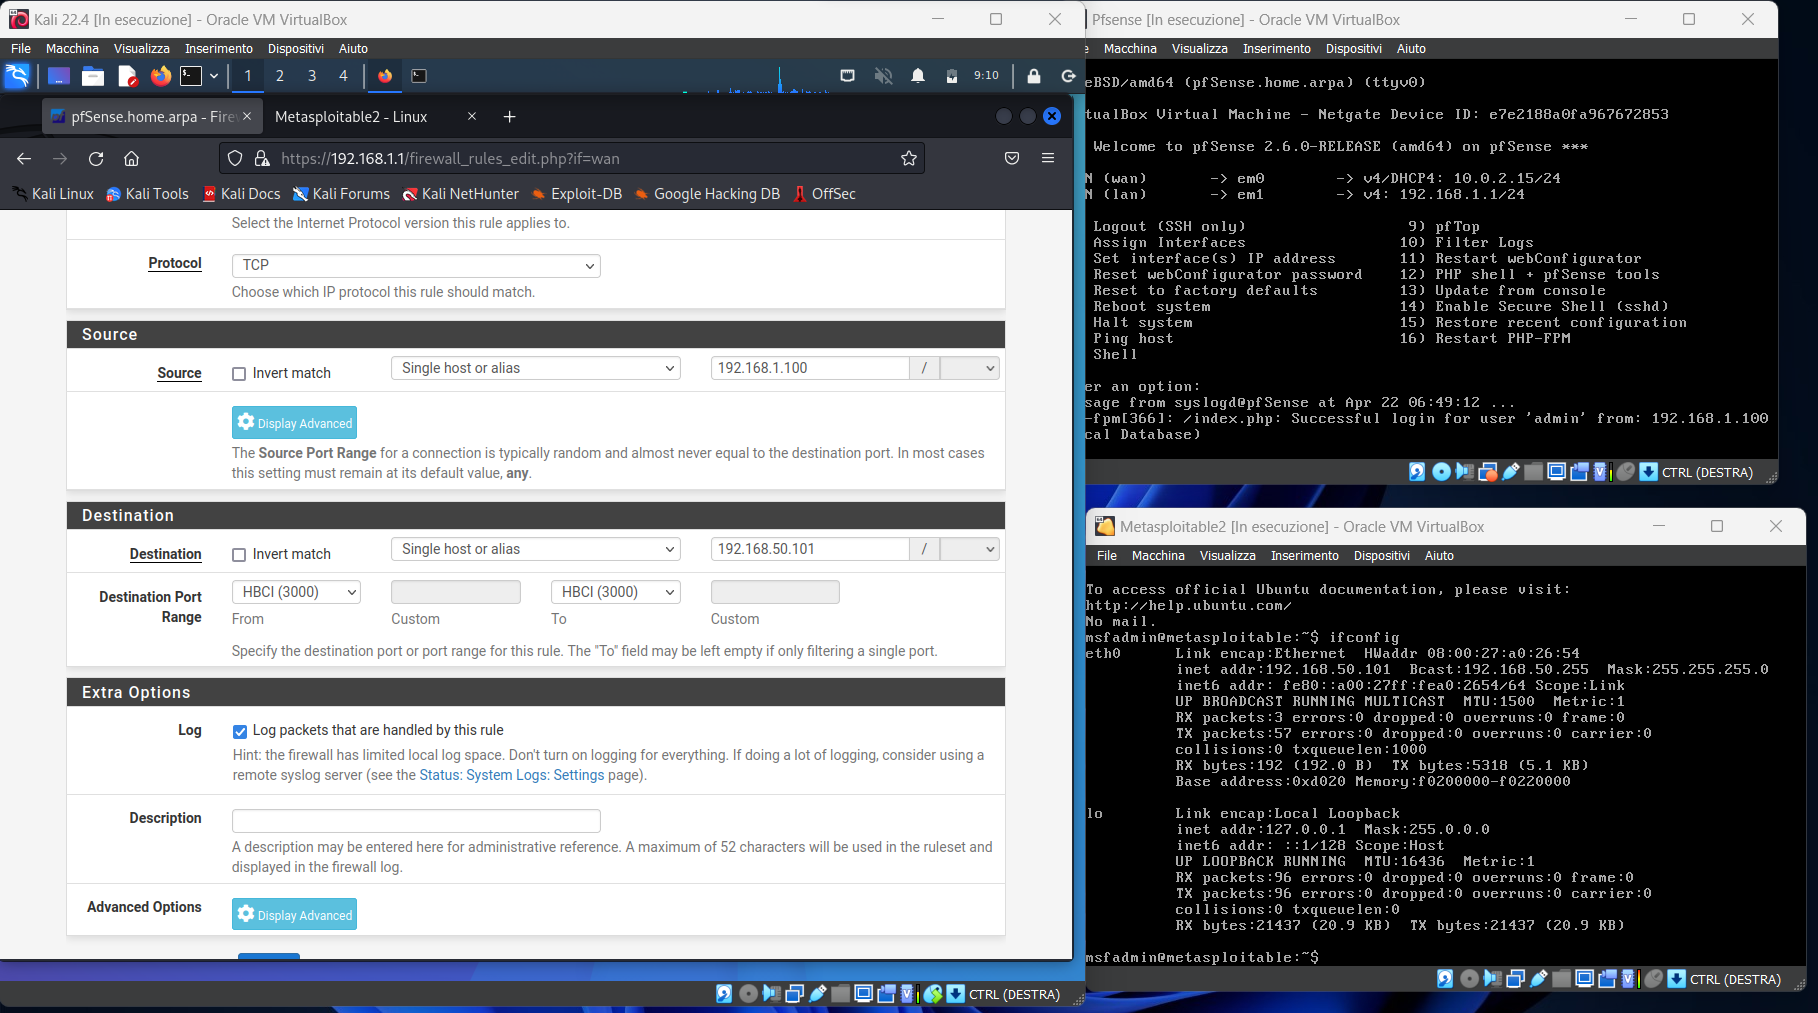 Kali 22.4 [In esecuzione] - Oracle VM VirtualBox
File Macchina Visualizza Inserimento Dispositivi Aiuto
1 2 3 4 9:10
pfSense.home.arpa - Fire
Metasploitable2 - Linux
https://192.168.1.1/firewall_rules_edit.php?if=wan
Kali Linux Kali Tools Kali Docs Kali Forums Kali NetHunter Exploit-DB Google Hacking DB OffSec
Select the Internet Protocol version this rule applies to.
Protocol TCP
Choose which IP protocol this rule should match.
Source
Source Invert match Single host or alias 192.168.1.100 /
Display Advanced
The Source Port Range for a connection is typically random and almost never equal to the destination port. In most cases
this setting must remain at its default value, any.
Destination
Destination Invert match Single host or alias 192.168.50.101 /
Destination Port Range HBCI (3000) HBCI (3000)
From Custom To Custom
Specify the destination port or port range for this rule. The "To" field may be left empty if only filtering a single port.
Extra Options
Log Log packets that are handled by this rule
Hint: the firewall has limited local log space. Don't turn on logging for everything. If doing a lot of logging, consider using a
remote syslog server (see the Status: System Logs: Settings page).
Description
A description may be entered here for administrative reference. A maximum of 52 characters will be used in the ruleset and
displayed in the firewall log.
Advanced Options Display Advanced
CTRL (DESTRA)
Pfsense [In esecuzione] - Oracle VM VirtualBox
e Macchina Visualizza Inserimento Dispositivi Aiuto
eBSD/amd64 (pfSense.home.arpa) (ttyv0)
tualBox Virtual Machine - Netgate Device ID: e7e2188a0fa967672853
Welcome to pfSense 2.6.0-RELEASE (amd64) on pfSense ***
N (wan) -> em0 -> v4/DHCP4: 10.0.2.15/24
N (lan) -> em1 -> v4: 192.168.1.1/24
Logout (SSH only) 9) pfTop
Assign Interfaces 10) Filter Logs
Set interface(s) IP address 11) Restart webConfigurator
Reset webConfigurator password 12) PHP shell + pfSense tools
Reset to factory defaults 13) Update from console
Reboot system 14) Enable Secure Shell (sshd)
Halt system 15) Restore recent configuration
Ping host 16) Restart PHP-FPM
Shell
er an option:
sage from syslogd@pfSense at Apr 22 06:49:12 ...
-fpm[366]: /index.php: Successful login for user 'admin' from: 192.168.1.100
cal Database)
CTRL (DESTRA)
Metasploitable2 [In esecuzione] - Oracle VM VirtualBox
File Macchina Visualizza Inserimento Dispositivi Aiuto
To access official Ubuntu documentation, please visit:
http://help.ubuntu.com/
No mail.
msfadmin@metasploitable:~$ ifconfig
eth0 Link encap:Ethernet HWaddr 08:00:27:a0:26:54
inet addr:192.168.50.101 Bcast:192.168.50.255 Mask:255.255.255.0
inet6 addr: fe80::a00:27ff:fea0:2654/64 Scope:Link
UP BROADCAST RUNNING MULTICAST MTU:1500 Metric:1
RX packets:3 errors:0 dropped:0 overruns:0 frame:0
TX packets:57 errors:0 dropped:0 overruns:0 carrier:0
collisions:0 txqueuelen:1000
RX bytes:192 (192.0 B) TX bytes:5318 (5.1 KB)
Base address:0xd020 Memory:f0200000-f0220000
lo Link encap:Local Loopback
inet addr:127.0.0.1 Mask:255.0.0.0
inet6 addr: ::1/128 Scope:Host
UP LOOPBACK RUNNING MTU:16436 Metric:1
RX packets:96 errors:0 dropped:0 overruns:0 frame:0
TX packets:96 errors:0 dropped:0 overruns:0 carrier:0
collisions:0 txqueuelen:0
RX bytes:21437 (20.9 KB) TX bytes:21437 (20.9 KB)
msfadmin@metasploitable:~$
CTRL (DESTRA)